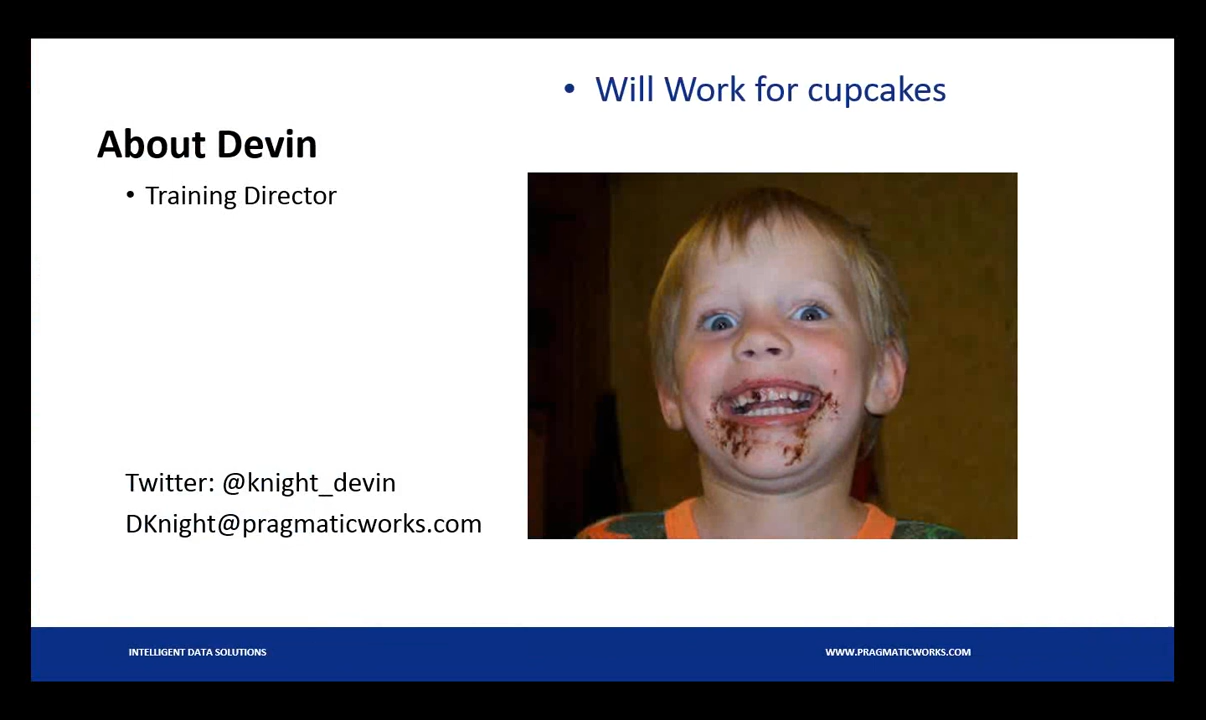 • Will Work for cupcakes
About Devin
• Training Director
Twitter: @knight_devin
DKnight@pragmaticworks.com
INTELLIGENT DATA SOLUTIONS
WWW.PRAGMATICWORKS.COM